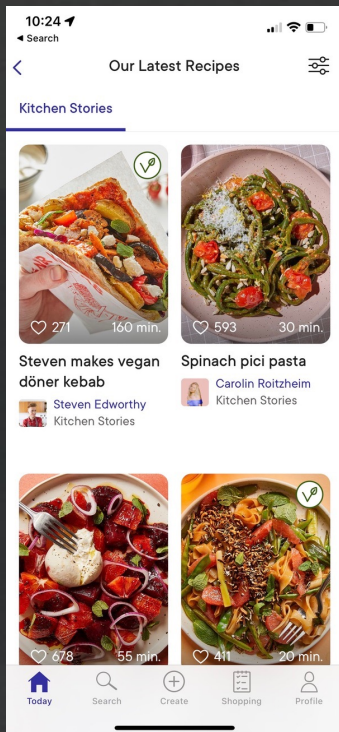 10:24
Search
Our Latest Recipes
Kitchen Stories
271 160 min.
593 30 min.
Steven makes vegan
döner kebab
Steven Edworthy
Kitchen Stories
Spinach pici pasta
Carolin Roitzheim
Kitchen Stories
678 55 min.
411 20 min.
Today
Search
Create
Shopping
Profile